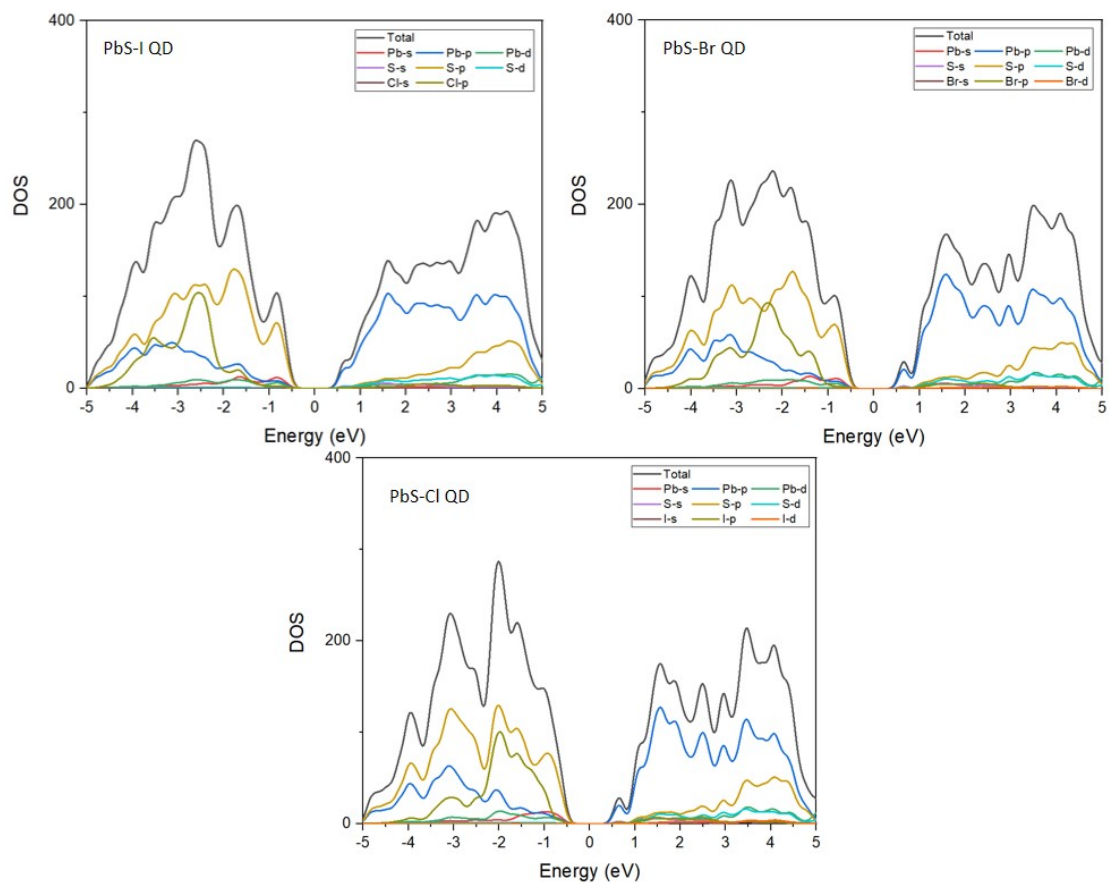 PbS-I QD
Total
Pb-s Pb-p Pb-d
S-s S-p S-d
Cl-s Cl-p
400
200
0
DOS
-5 -4 -3 -2 -1 0 1 2 3 4 5
Energy (eV)
PbS-Br QD
Total
Pb-s Pb-p Pb-d
S-s S-p S-d
Br-s Br-p Br-d
400
200
0
DOS
-5 -4 -3 -2 -1 0 1 2 3 4 5
Energy (eV)
PbS-Cl QD
Total
Pb-s Pb-p Pb-d
S-s S-p S-d
I-s I-p I-d
400
200
0
DOS
-5 -4 -3 -2 -1 0 1 2 3 4 5
Energy (eV)